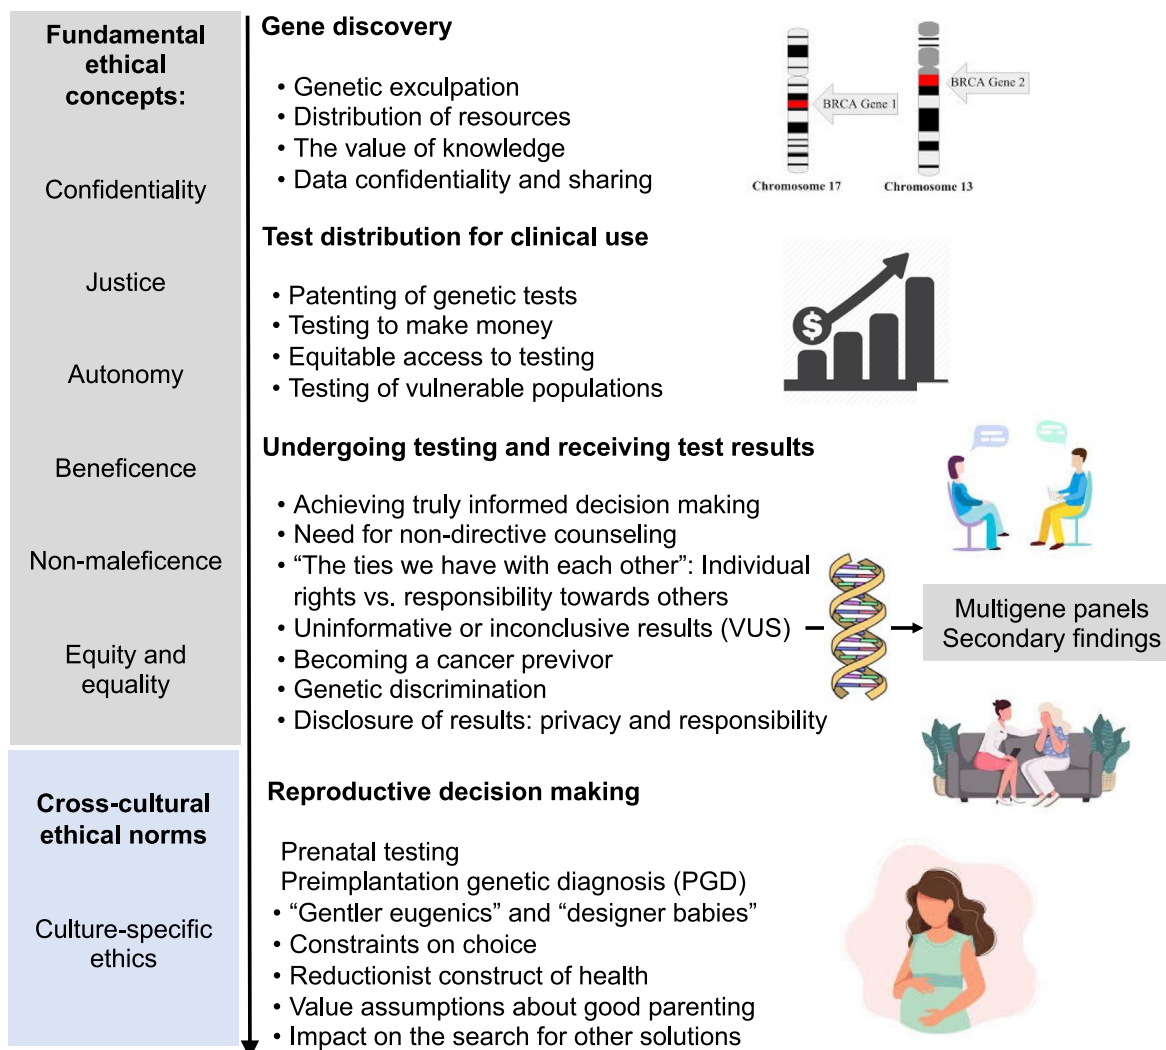 Fundamental
ethical
concepts:
Confidentiality
Justice
Autonomy
Beneficence
Non-maleficence
Equity and
equality
Cross-cultural
ethical norms
Culture-specific
ethics
Gene discovery
• Genetic exculpation
• Distribution of resources
• The value of knowledge
• Data confidentiality and sharing
BRCA Gene 1
BRCA Gene 2
Chromosome 17
Chromosome 13
Test distribution for clinical use
• Patenting of genetic tests
• Testing to make money
• Equitable access to testing
• Testing of vulnerable populations
$
Undergoing testing and receiving test results
• Achieving truly informed decision making
• Need for non-directive counseling
• “The ties we have with each other”: Individual
rights vs. responsibility towards others
• Uninformative or inconclusive results (VUS)
• Becoming a cancer previvor
• Genetic discrimination
• Disclosure of results: privacy and responsibility
Multigene panels
Secondary findings
Reproductive decision making
Prenatal testing
Preimplantation genetic diagnosis (PGD)
• “Gentler eugenics” and “designer babies”
• Constraints on choice
• Reductionist construct of health
• Value assumptions about good parenting
• Impact on the search for other solutions